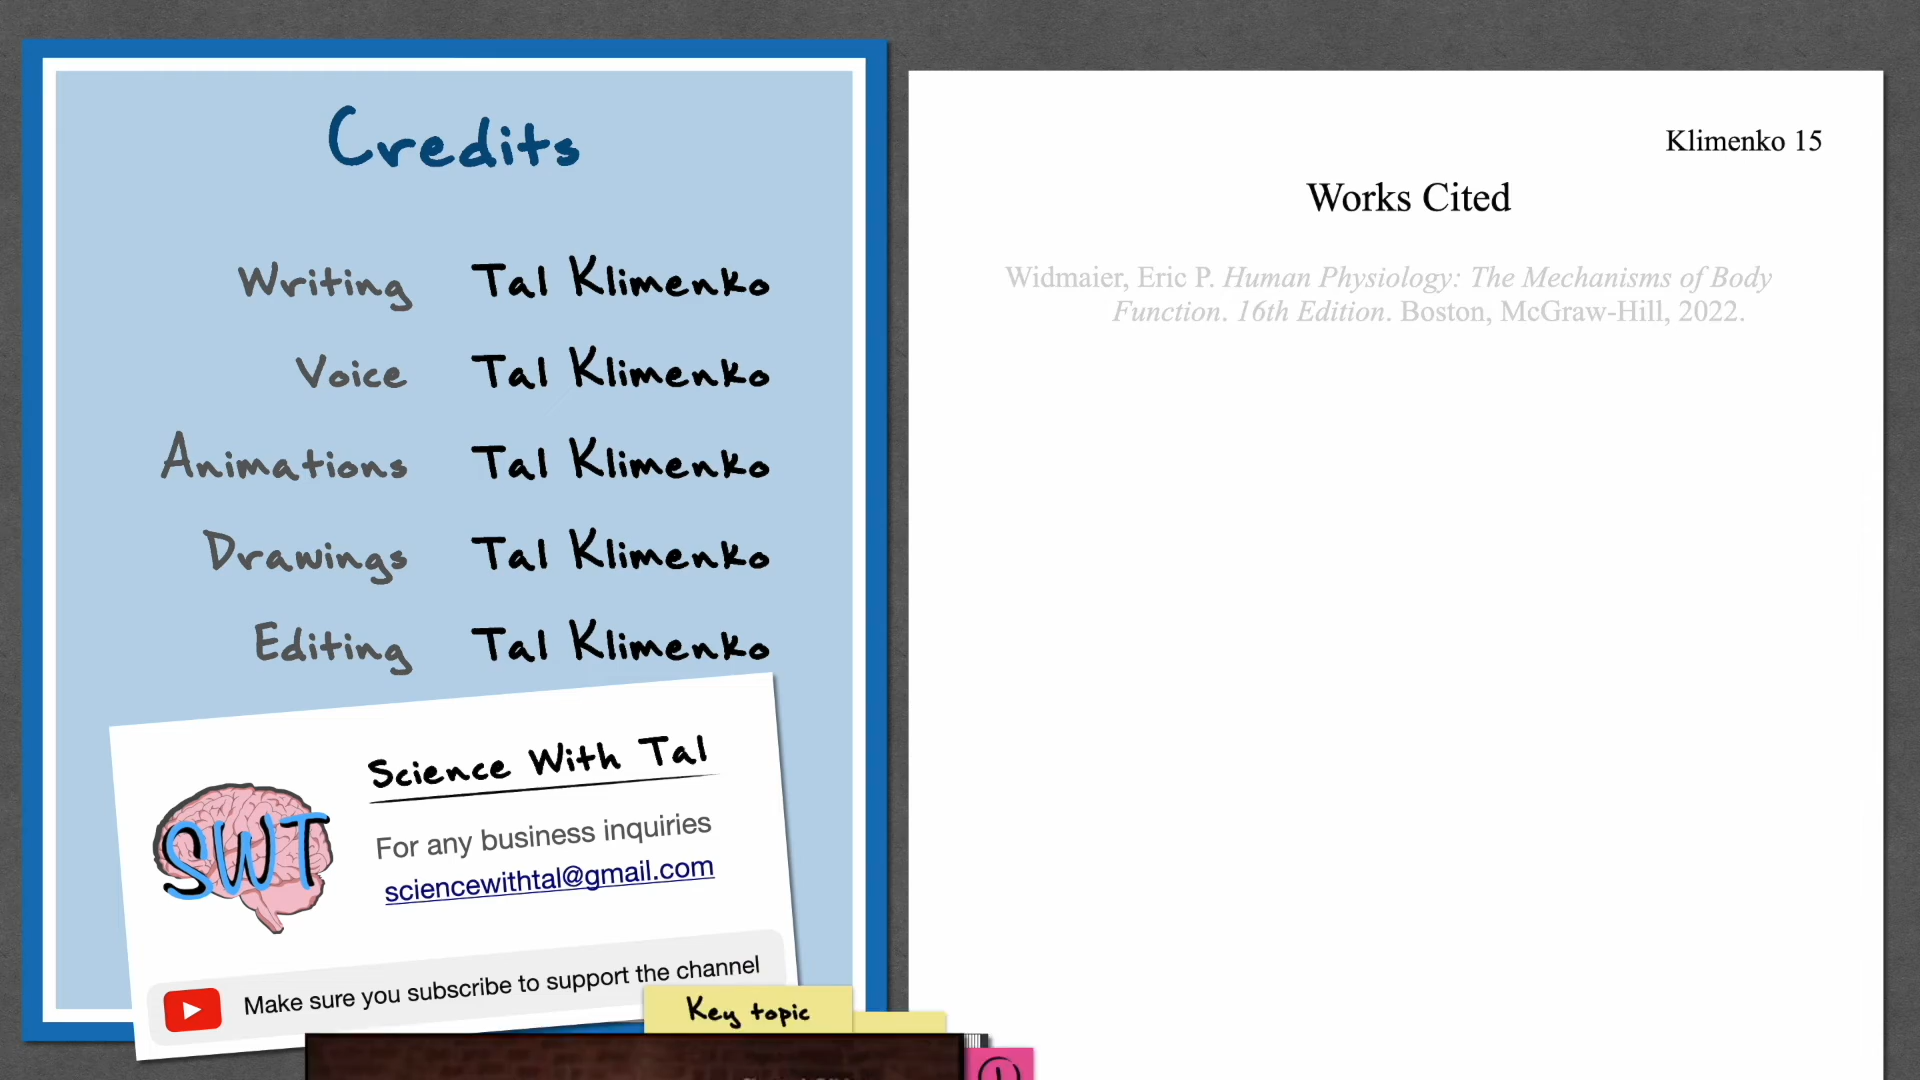 Credits
Writing Tal Klimenko
Voice Tal Klimenko
Animations Tal Klimenko
Drawings Tal Klimenko
Editing Tal Klimenko
SWT
Science With Tal
For any business inquiries
sciencewithtal@gmail.com
Make sure you subscribe to support the channel
Key topic
Klimenko 15
Works Cited
Widmaier, Eric P. Human Physiology: The Mechanisms of Body
Function. 16th Edition. Boston, McGraw-Hill, 2022.